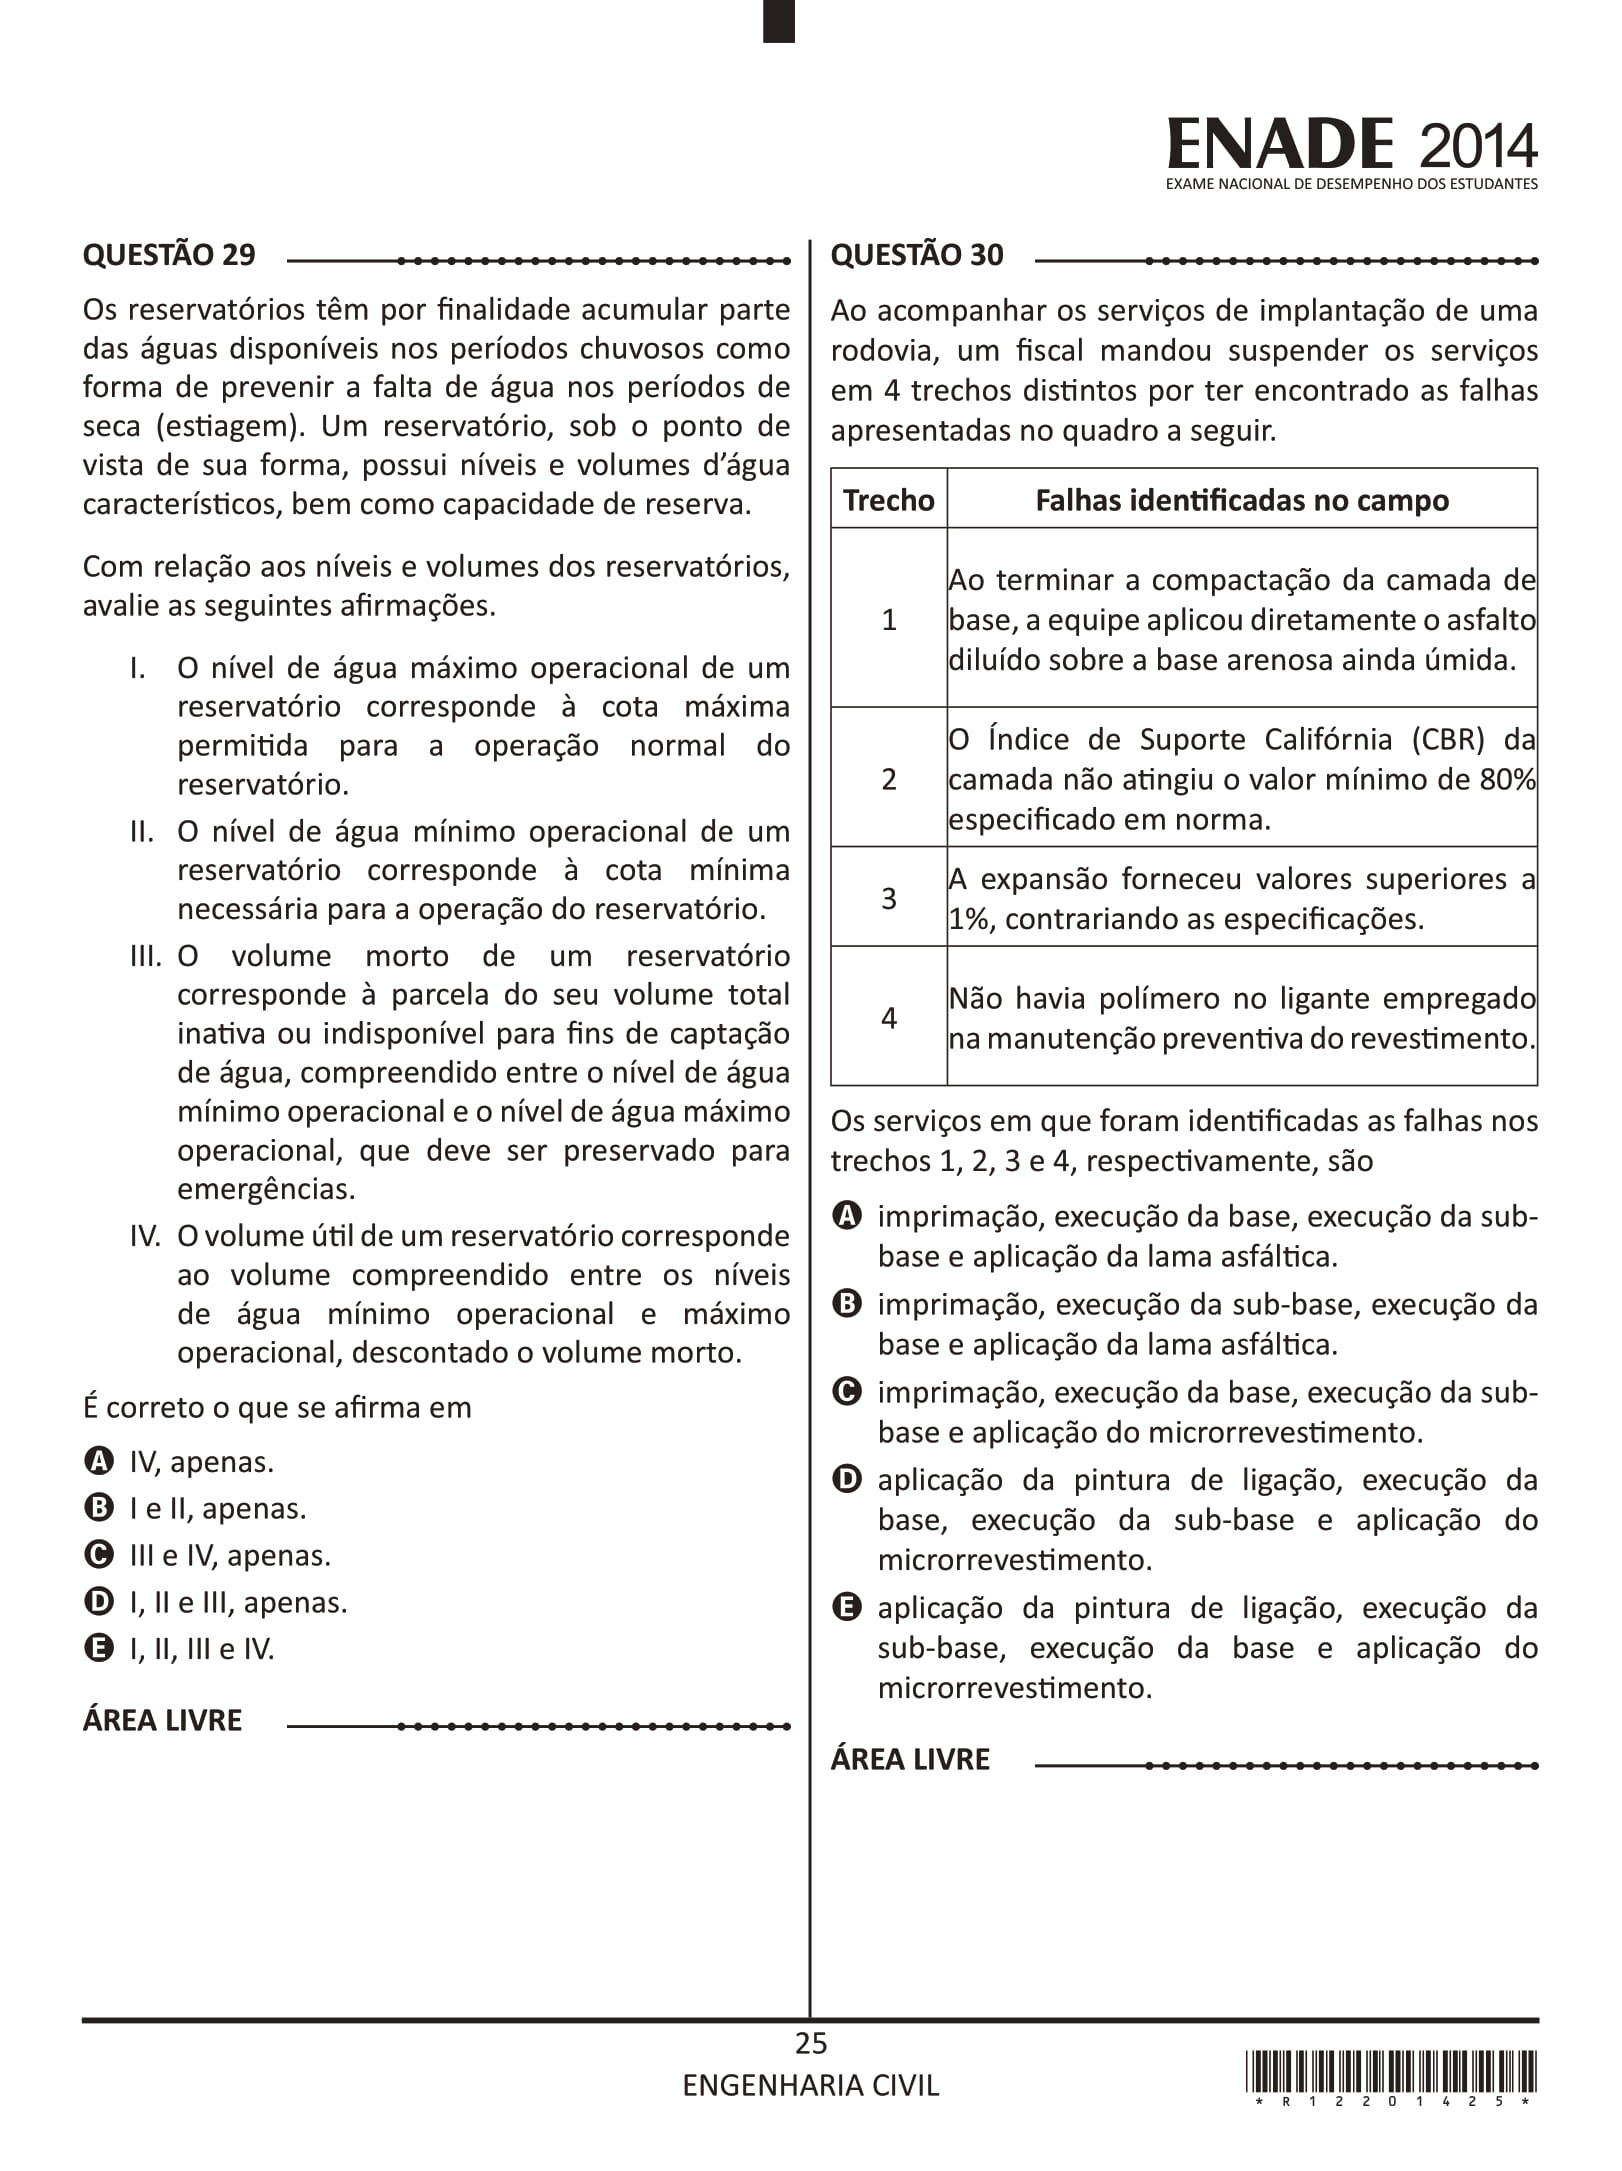 ENADE 2014
EXAME NACIONAL DE DESEMPENHO DOS ESTUDANTES
QUESTÃO 29
Os reservatórios têm por finalidade acumular parte
das águas disponíveis nos períodos chuvosos como
forma de prevenir a falta de água nos períodos de
seca (estiagem). Um reservatório, sob o ponto de
vista de sua forma, possui níveis e volumes d’água
característicos, bem como capacidade de reserva.
Com relação aos níveis e volumes dos reservatórios,
avalie as seguintes afirmações.
I. O nível de água máximo operacional de um
reservatório corresponde à cota máxima
permitida para a operação normal do
reservatório.
II. O nível de água mínimo operacional de um
reservatório corresponde à cota mínima
necessária para a operação do reservatório.
III. O volume morto de um reservatório
corresponde à parcela do seu volume total
inativa ou indisponível para fins de captação
de água, compreendido entre o nível de água
mínimo operacional e o nível de água máximo
operacional, que deve ser preservado para
emergências.
IV. O volume útil de um reservatório corresponde
ao volume compreendido entre os níveis
de água mínimo operacional e máximo
operacional, descontado o volume morto.
É correto o que se afirma em
A IV, apenas.
B I e II, apenas.
C III e IV, apenas.
D I, II e III, apenas.
E I, II, III e IV.
ÁREA LIVRE
QUESTÃO 30
Ao acompanhar os serviços de implantação de uma
rodovia, um fiscal mandou suspender os serviços
em 4 trechos distintos por ter encontrado as falhas
apresentadas no quadro a seguir.
Trecho Falhas identificadas no campo
Ao terminar a compactação da camada de
1 base, a equipe aplicou diretamente o asfalto
diluído sobre a base arenosa ainda úmida.
O Índice de Suporte Califórnia (CBR) da
2 camada não atingiu o valor mínimo de 80%
especificado em norma.
3 A expansão forneceu valores superiores a
1%, contrariando as especificações.
4 Não havia polímero no ligante empregado
na manutenção preventiva do revestimento.
Os serviços em que foram identificadas as falhas nos
trechos 1, 2, 3 e 4, respectivamente, são
A imprimação, execução da base, execução da sub-
base e aplicação da lama asfáltica.
B imprimação, execução da sub-base, execução da
base e aplicação da lama asfáltica.
C imprimação, execução da base, execução da sub-
base e aplicação do microrrevestimento.
D aplicação da pintura de ligação, execução da
base, execução da sub-base e aplicação do
microrrevestimento.
E aplicação da pintura de ligação, execução da
sub-base, execução da base e aplicação do
microrrevestimento.
ÁREA LIVRE
25
ENGENHARIA CIVIL
*R12201425*